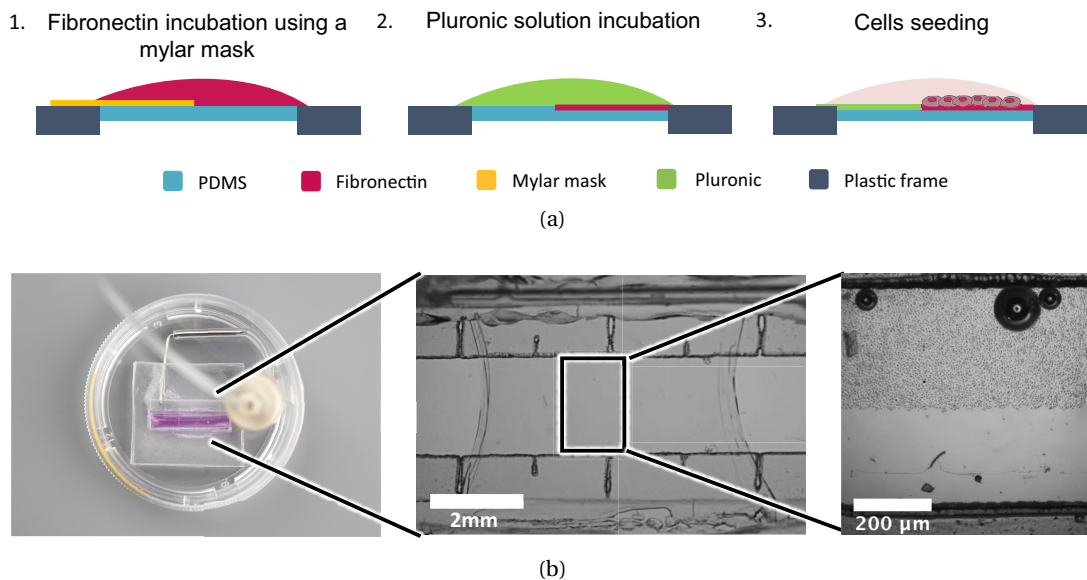 1. Fibronectin incubation using a
mylar mask
2. Pluronic solution incubation
3. Cells seeding
PDMS
Fibronectin
Mylar mask
Pluronic
Plastic frame
(a)
2mm
200 µm
(b)